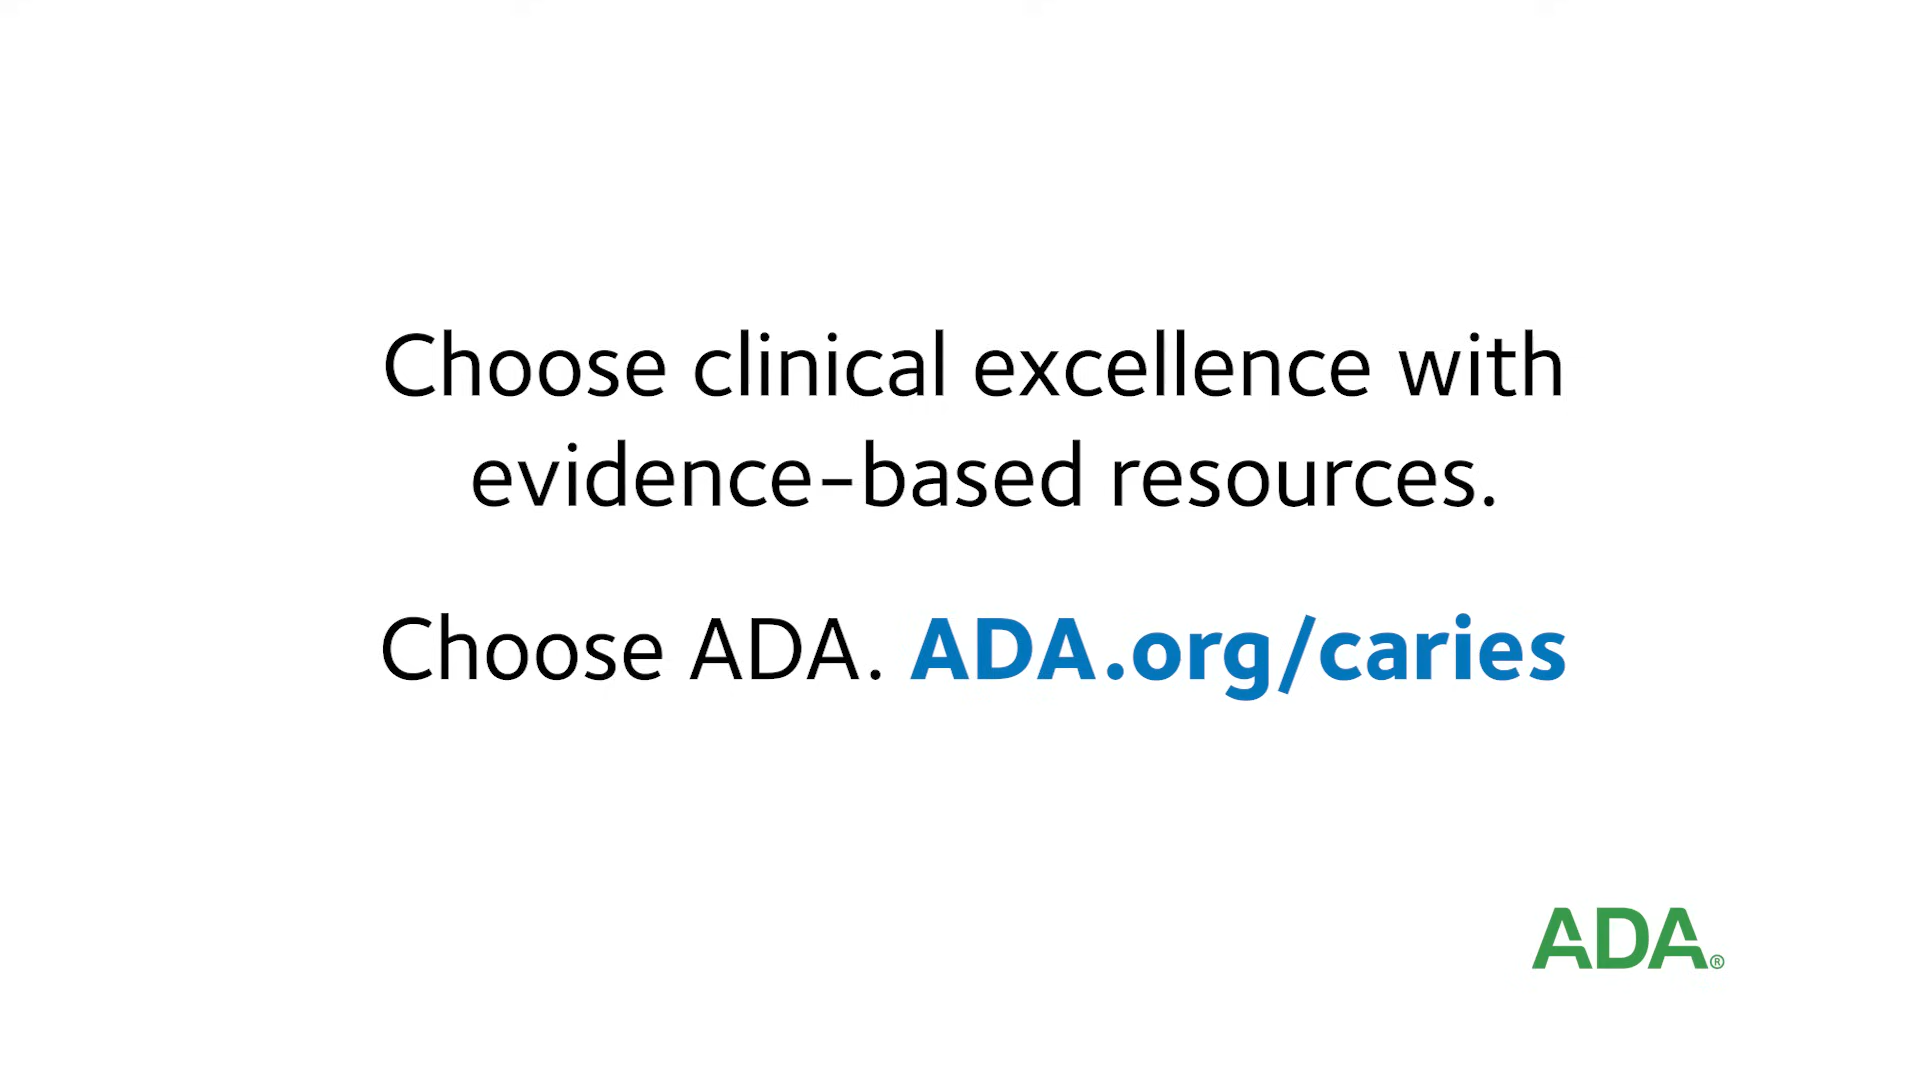 Choose clinical excellence with
evidence-based resources.
Choose ADA. ADA.org/caries
ADA®